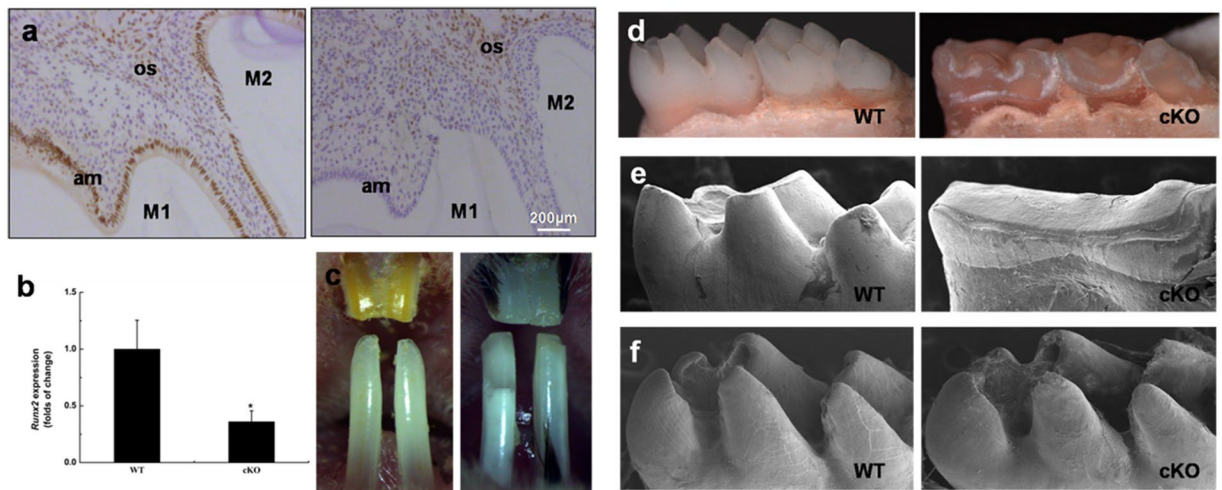 a
os
M2
am
M1
os
M2
am
M1
200μm
b
1.5
1.0
0.5
0.0
Runx2 expression
(folds of change)
*
WT
cKO
c
d
WT
cKO
e
WT
cKO
f
WT
cKO